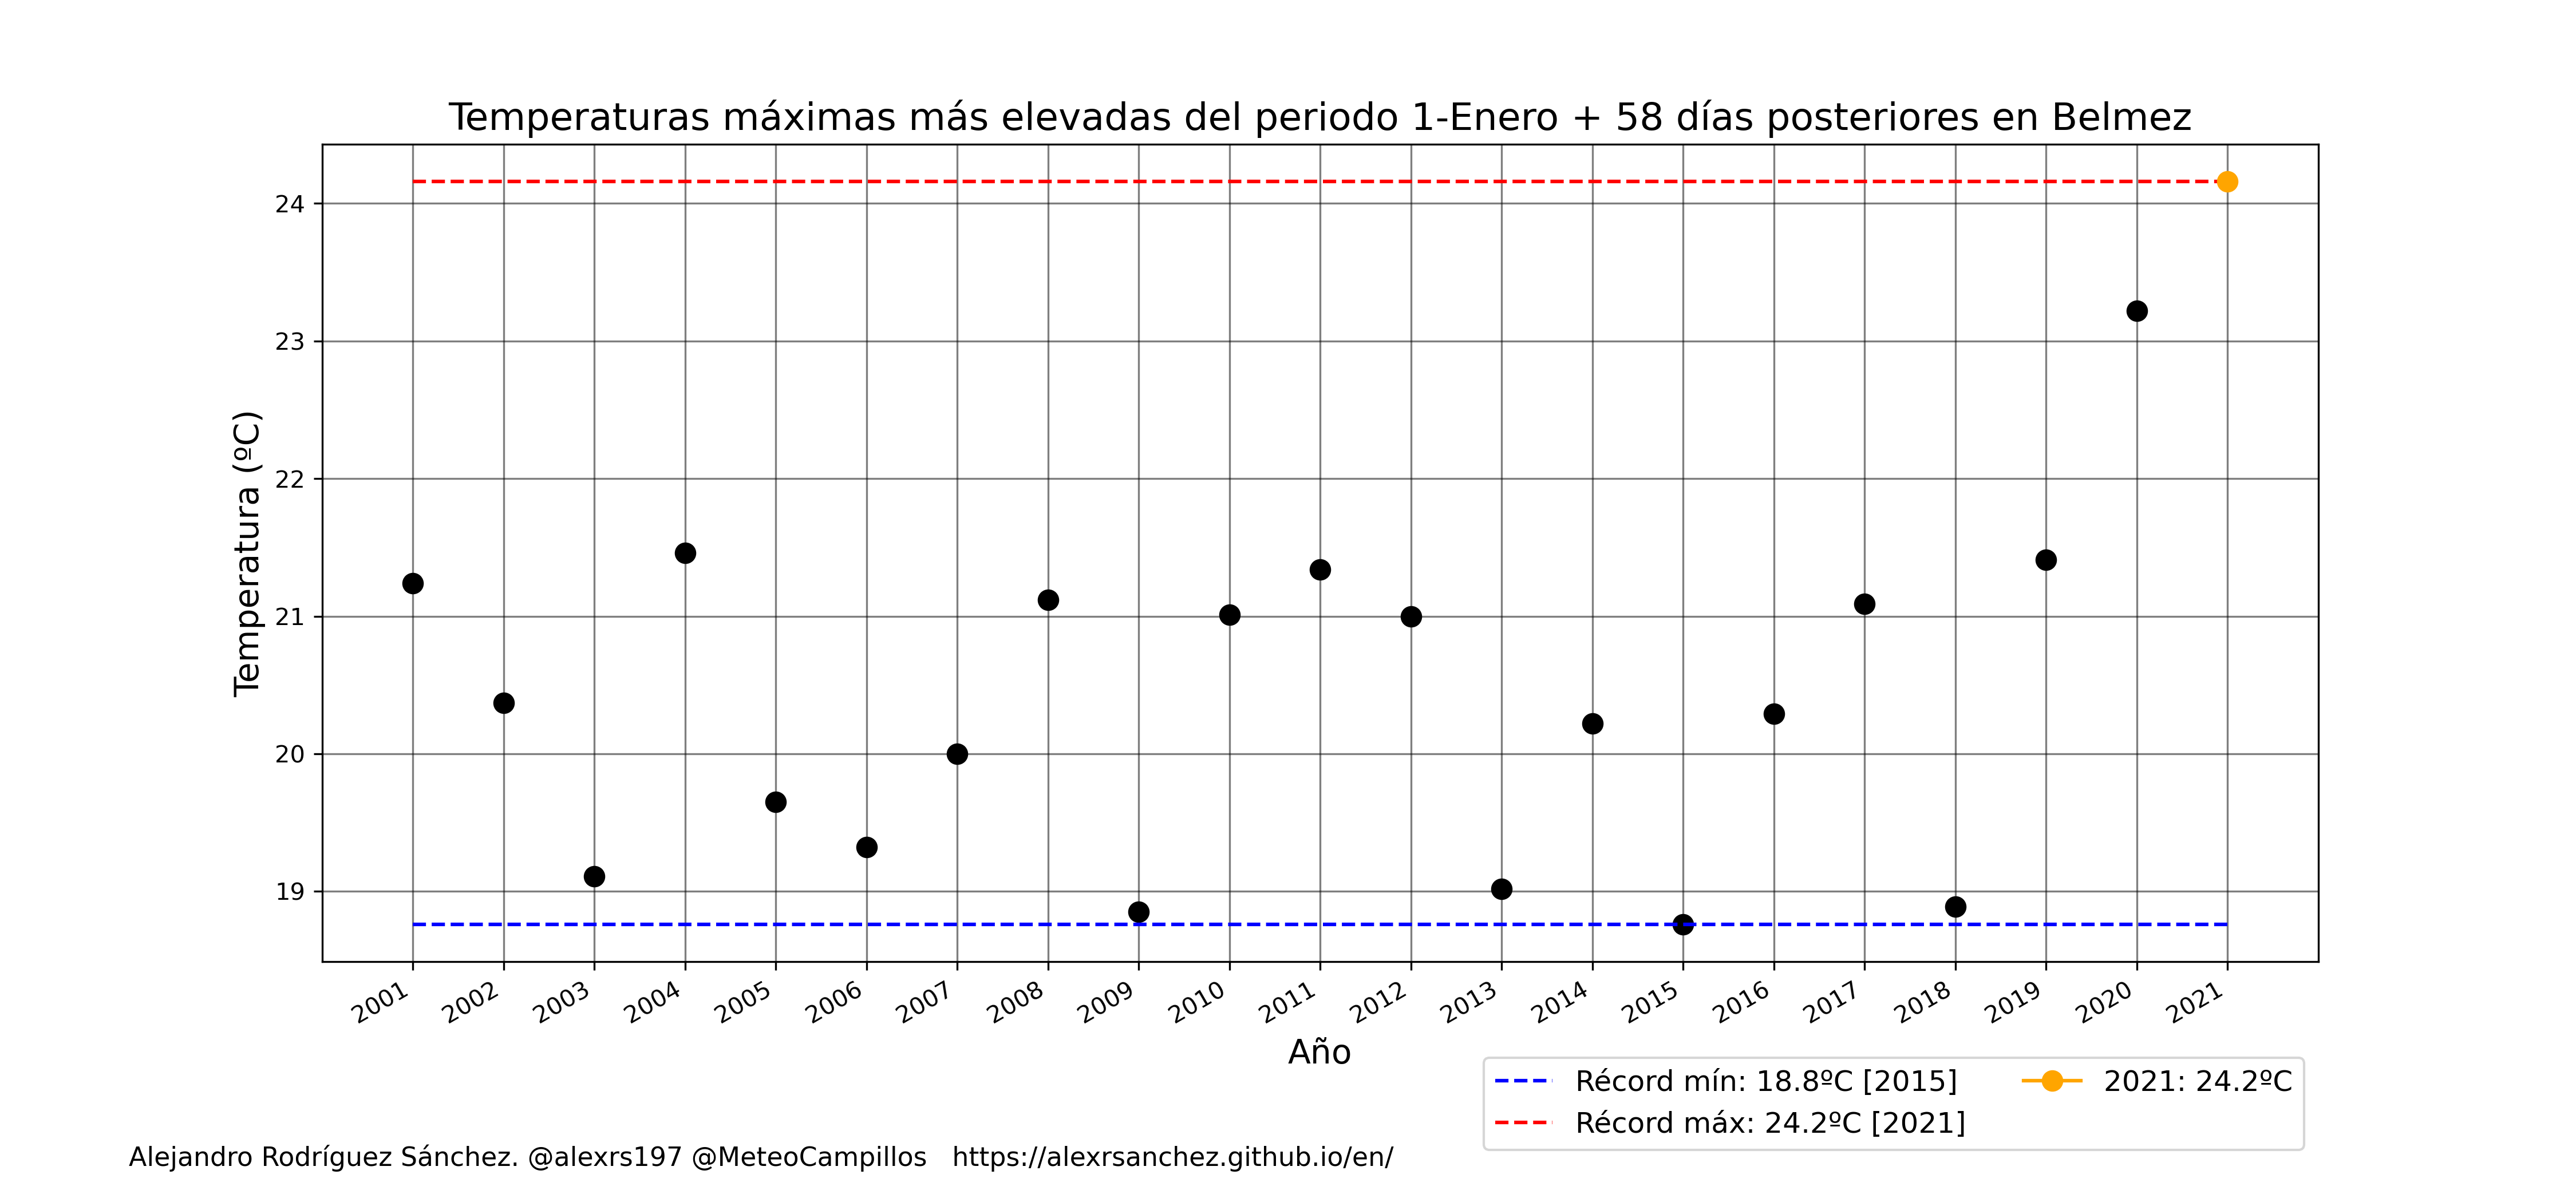 Temperaturas máximas más elevadas del periodo 1-Enero + 58 días posteriores en Belmez
Temperatura (ºC)
24
23
22
21
20
19
2001 2002 2003 2004 2005 2006 2007 2008 2009 2010 2011 2012 2013 2014 2015 2016 2017 2018 2019 2020 2021
Año
Récord mín: 18.8ºC [2015]
Récord máx: 24.2ºC [2021]
2021: 24.2ºC
Alejandro Rodríguez Sánchez. @alexrs197 @MeteoCampillos https://alexrsanchez.github.io/en/